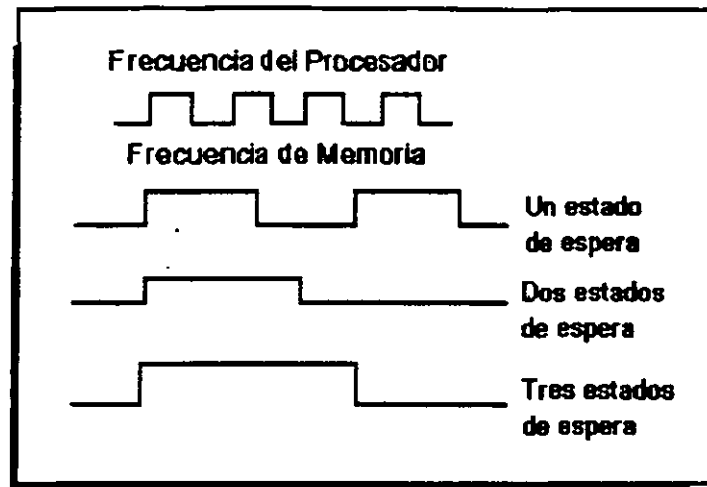 Frecuencia del Procesador
Frecuencia de Memoria
Un estado
de espera
Dos estados
de espera
Tres estados
de espera